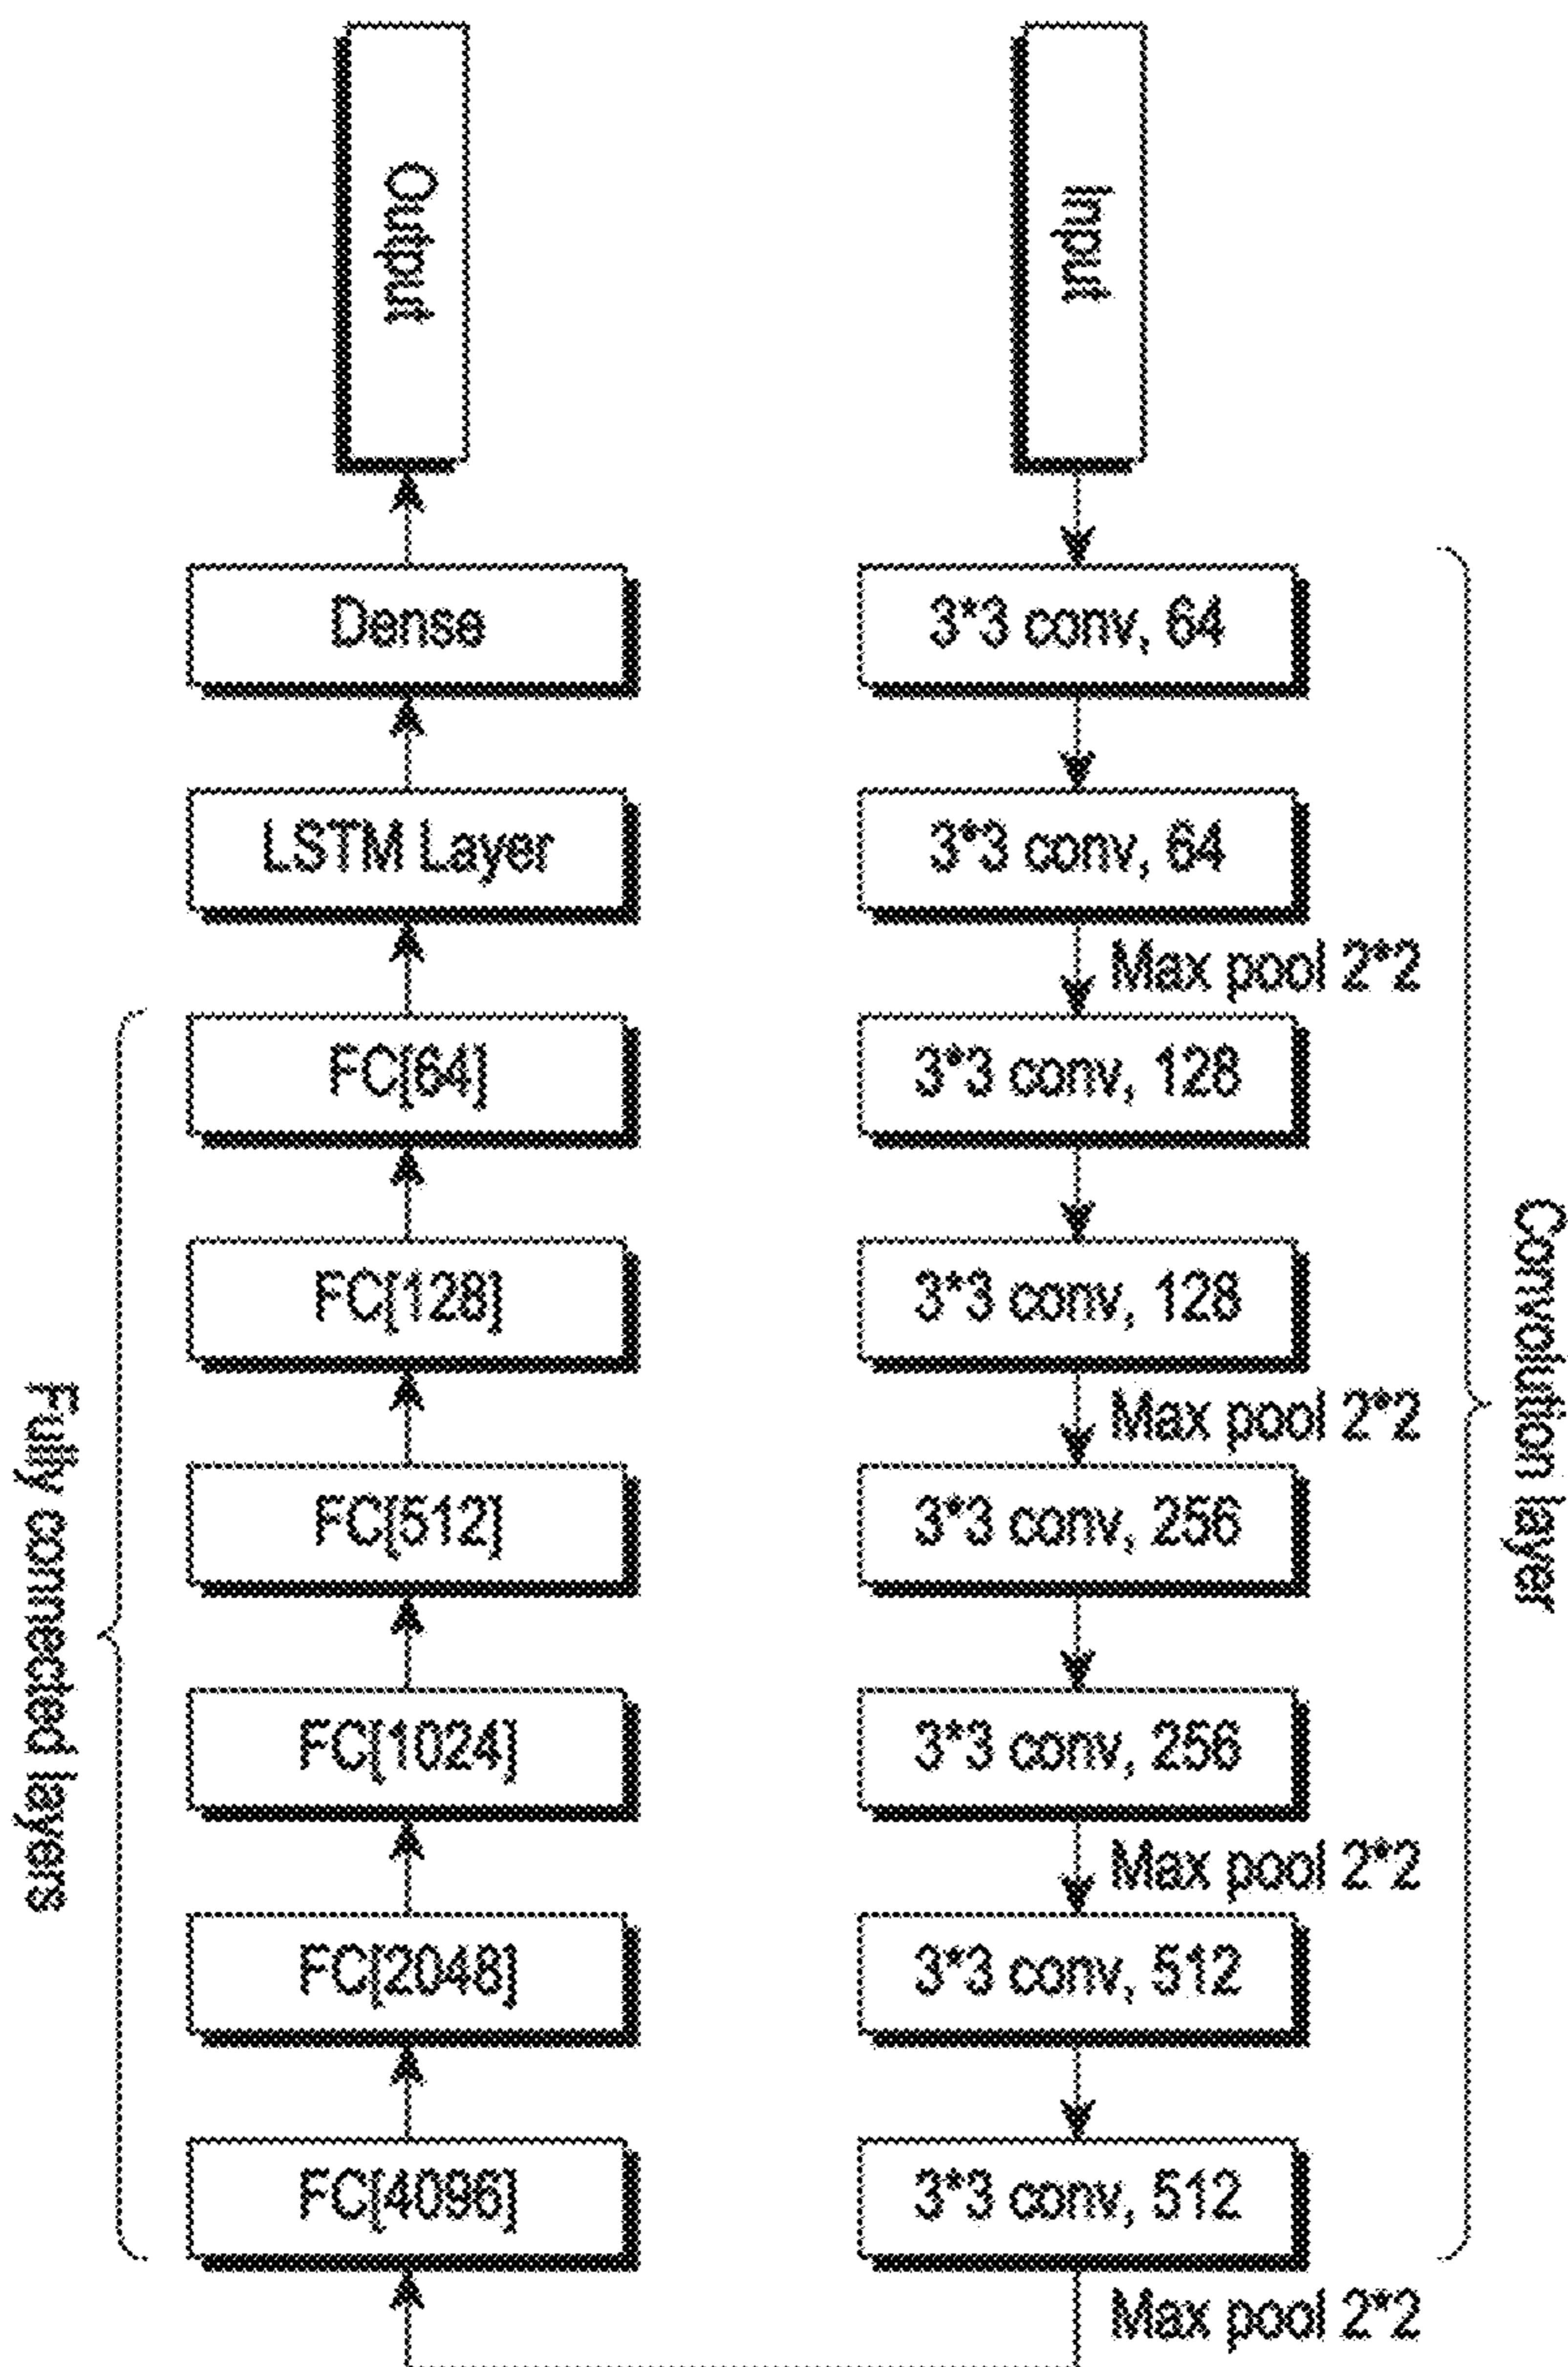 Input
3*3 conv, 64
3*3 conv, 64
Max pool 2*2
3*3 conv, 128
3*3 conv, 128
Max pool 2*2
3*3 conv, 256
3*3 conv, 256
Max pool 2*2
3*3 conv, 512
3*3 conv, 512
Max pool 2*2
Convolution layer
FC[4096]
FC[2048]
FC[1024]
FC[512]
FC[128]
FC[64]
Fully connected layers
LSTM Layer
Dense
Output